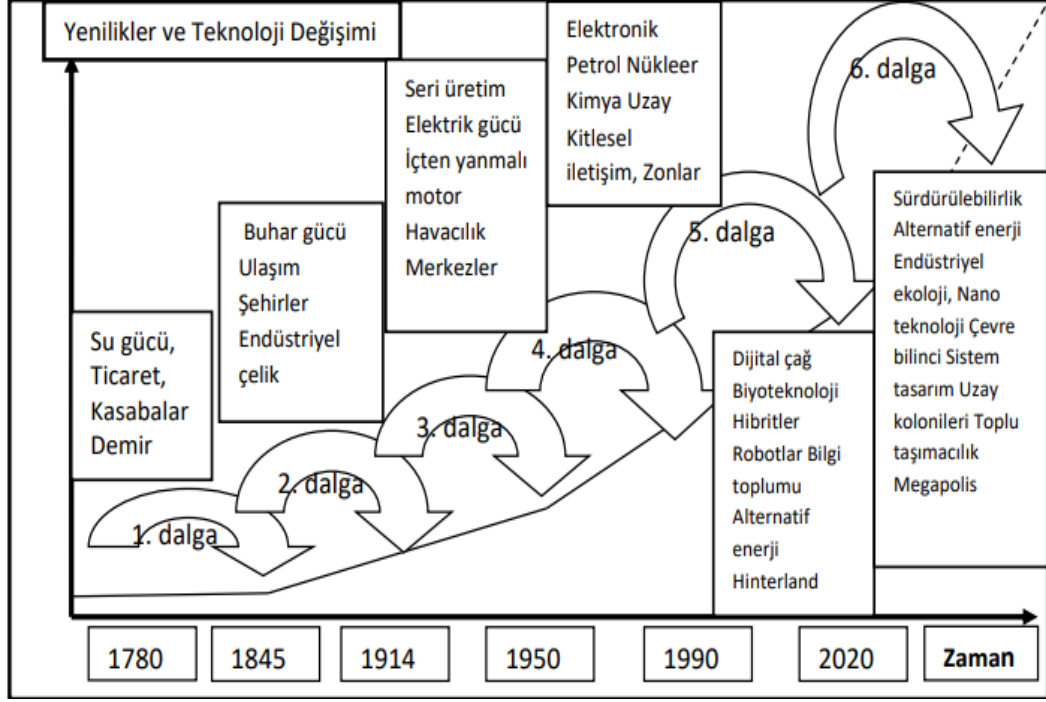 Yenilikler ve Teknoloji Değişimi
Su gücü,
Ticaret,
Kasabalar
Demir
1. dalga
Buhar gücü
Ulaşım
Şehirler
Endüstriyel
çelik
2. dalga
Seri üretim
Elektrik gücü
İçten yanmalı
motor
Havacılık
Merkezler
3. dalga
Elektronik
Petrol Nükleer
Kimya Uzay
Kitlesel
iletişim, Zonlar
4. dalga
5. dalga
Dijital çağ
Biyoteknoloji
Hibritler
Robotlar Bilgi
toplumu
Alternatif
enerji
Hinterland
6. dalga
Sürdürülebilirlik
Alternatif enerji
Endüstriyel
ekoloji, Nano
teknoloji Çevre
bilinci Sistem
tasarım Uzay
kolonileri Toplu
taşımacılık
Megapolis
1780
1845
1914
1950
1990
2020
Zaman